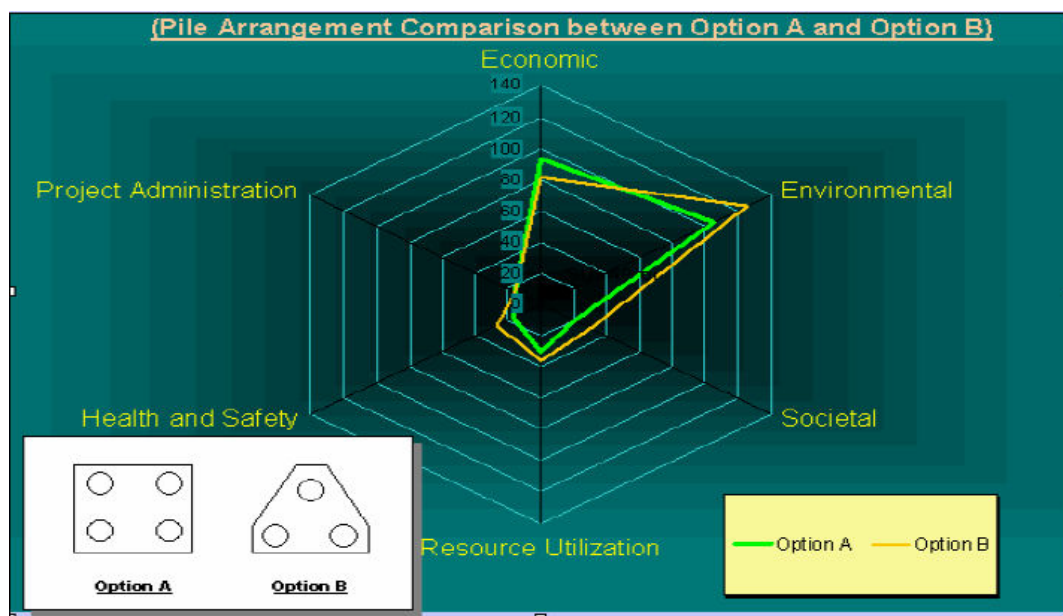 (Pile Arrangement Comparison between Option A and Option B)
Economic
140
120
100
80
60
40
20
0
Project Administration
Environmental
Health and Safety
Societal
Resource Utilization
Option A
Option B
Option A
Option B